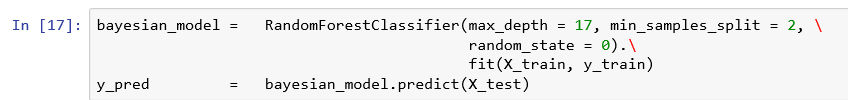 In [17]: bayesian_model = RandomForestClassifier(max_depth = 17, min_samples_split = 2, \
random_state = 0).\
fit(X_train, y_train)
y_pred = bayesian_model.predict(X_test)